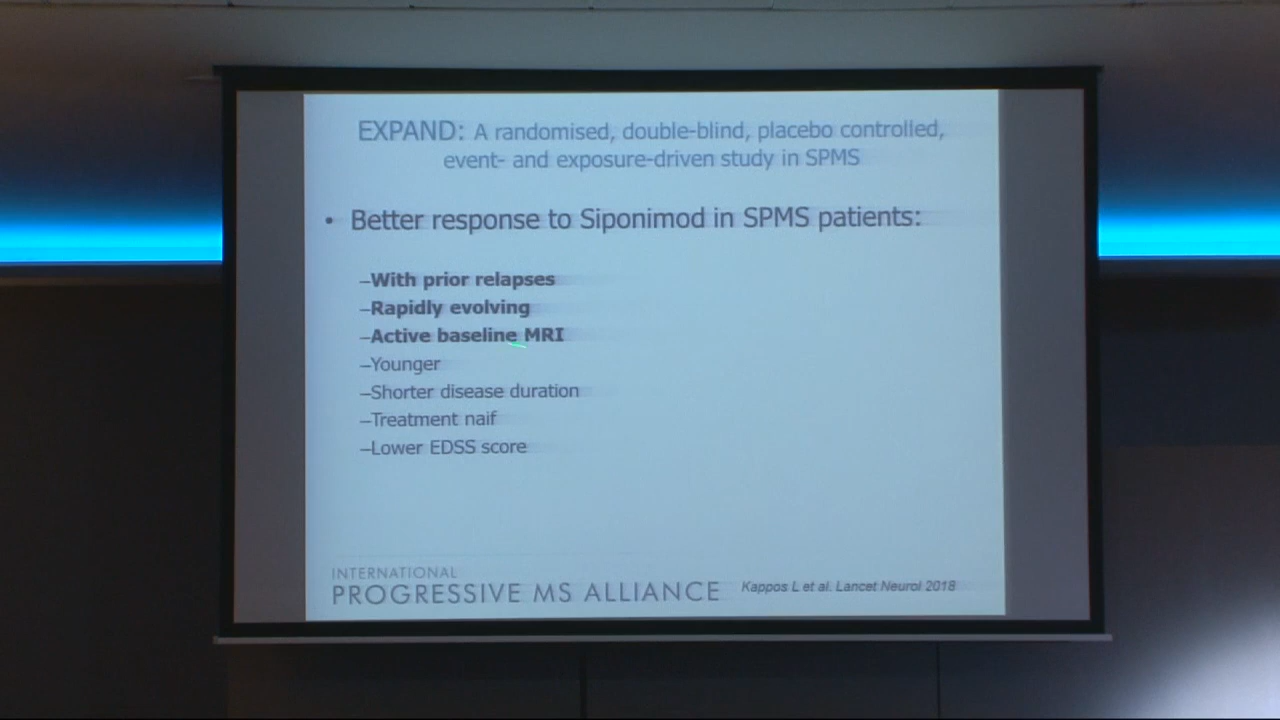 EXPAND: A randomised, double-blind, placebo controlled,
event- and exposure-driven study in SPMS
• Better response to Siponimod in SPMS patients:
–With prior relapses
–Rapidly evolving
–Active baseline MRI
–Younger
–Shorter disease duration
–Treatment naif
–Lower EDSS score
INTERNATIONAL
PROGRESSIVE MS ALLIANCE
Kappos L et al. Lancet Neurol 2018